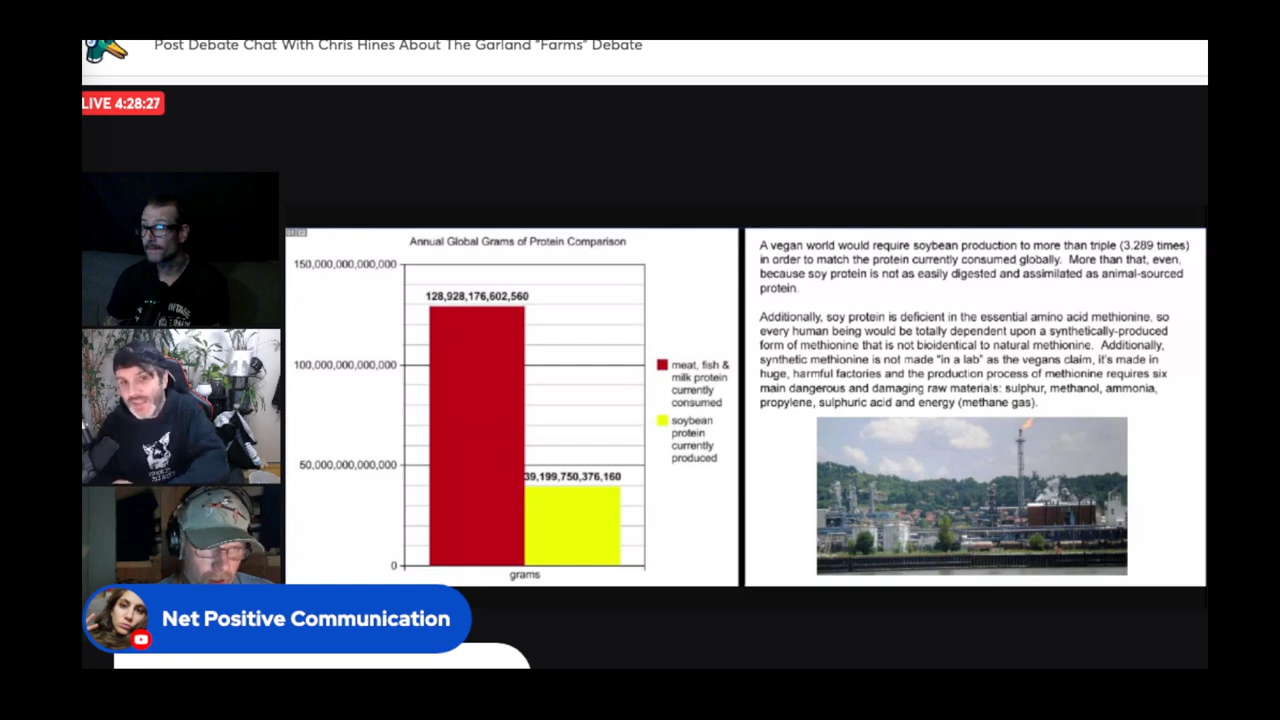 Post Debate Chat With Chris Hines About The Garland "Farms" Debate
LIVE 4:28:27
Annual Global Grams of Protein Comparison
150,000,000,000,000
128,928,176,602,560
100,000,000,000,000
50,000,000,000,000
39,199,750,376,160
0
grams
meat, fish &
milk protein
currently
consumed
soybean
protein
currently
produced
A vegan world would require soybean production to more than triple (3.289 times)
in order to match the protein currently consumed globally. More than that, even,
because soy protein is not as easily digested and assimilated as animal-sourced
protein.
Additionally, soy protein is deficient in the essential amino acid methionine, so
every human being would be totally dependent upon a synthetically-produced
form of methionine that is not bioidentical to natural methionine. Additionally,
synthetic methionine is not made "in a lab" as the vegans claim, it's made in
huge, harmful factories and the production process of methionine requires six
main dangerous and damaging raw materials: sulphur, methanol, ammonia,
propylene, sulphuric acid and energy (methane gas).
Net Positive Communication